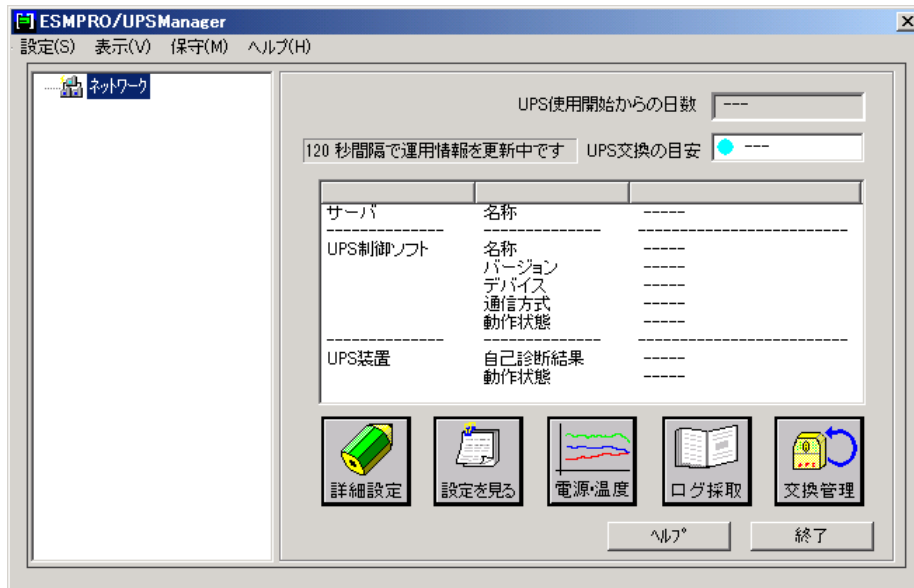 ESMPRO/UPSManager
設定(S) 表示(V) 保守(M) ヘルプ(H)
ネットワーク
UPS使用開始からの日数 ---
120 秒間隔で運用情報を更新中です UPS交換の目安 ---
サーバ 名称 -----
-------------- -------------- -------------------------
UPS制御ソフト 名称 -----
バージョン -----
デバイス -----
通信方式 -----
動作状態 -----
-------------- -------------- -------------------------
UPS装置 自己診断結果 -----
動作状態 -----
詳細設定 設定を見る 電源・温度 ログ採取 交換管理
ヘルプ 終了